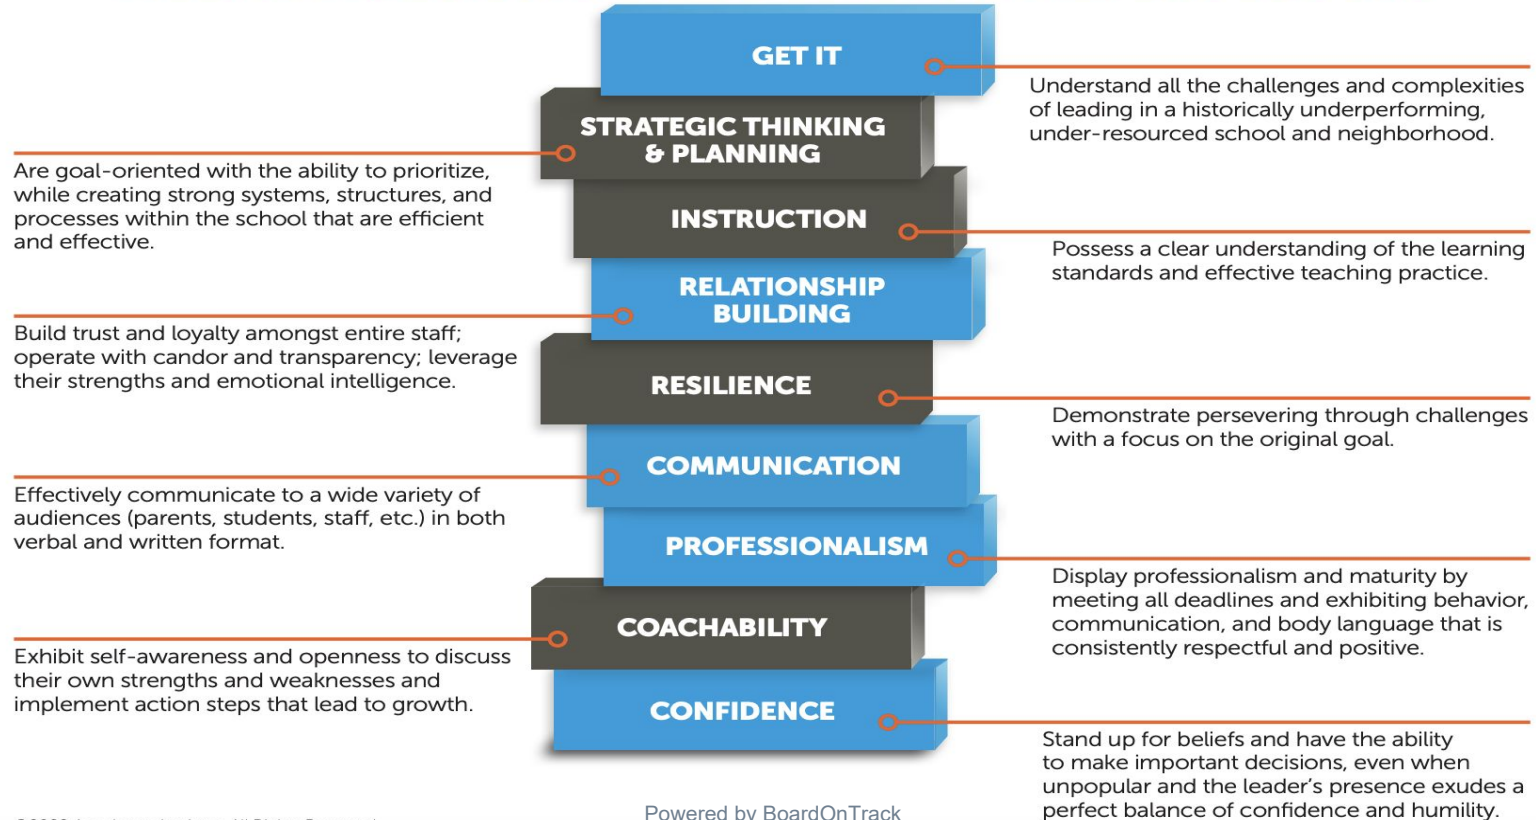 GET IT
Understand all the challenges and complexities
of leading in a historically underperforming,
under-resourced school and neighborhood.
STRATEGIC THINKING
& PLANNING
Are goal-oriented with the ability to prioritize,
while creating strong systems, structures, and
processes within the school that are efficient
and effective.
INSTRUCTION
Possess a clear understanding of the learning
standards and effective teaching practice.
RELATIONSHIP
BUILDING
Build trust and loyalty amongst entire staff;
operate with candor and transparency; leverage
their strengths and emotional intelligence.
RESILIENCE
Demonstrate persevering through challenges
with a focus on the original goal.
COMMUNICATION
Effectively communicate to a wide variety of
audiences (parents, students, staff, etc.) in both
verbal and written format.
PROFESSIONALISM
Display professionalism and maturity by
meeting all deadlines and exhibiting behavior,
communication, and body language that is
consistently respectful and positive.
COACHABILITY
Exhibit self-awareness and openness to discuss
their own strengths and weaknesses and
implement action steps that lead to growth.
CONFIDENCE
Stand up for beliefs and have the ability
to make important decisions, even when
unpopular and the leader's presence exudes a
perfect balance of confidence and humility.
Powered by BoardOnTrack